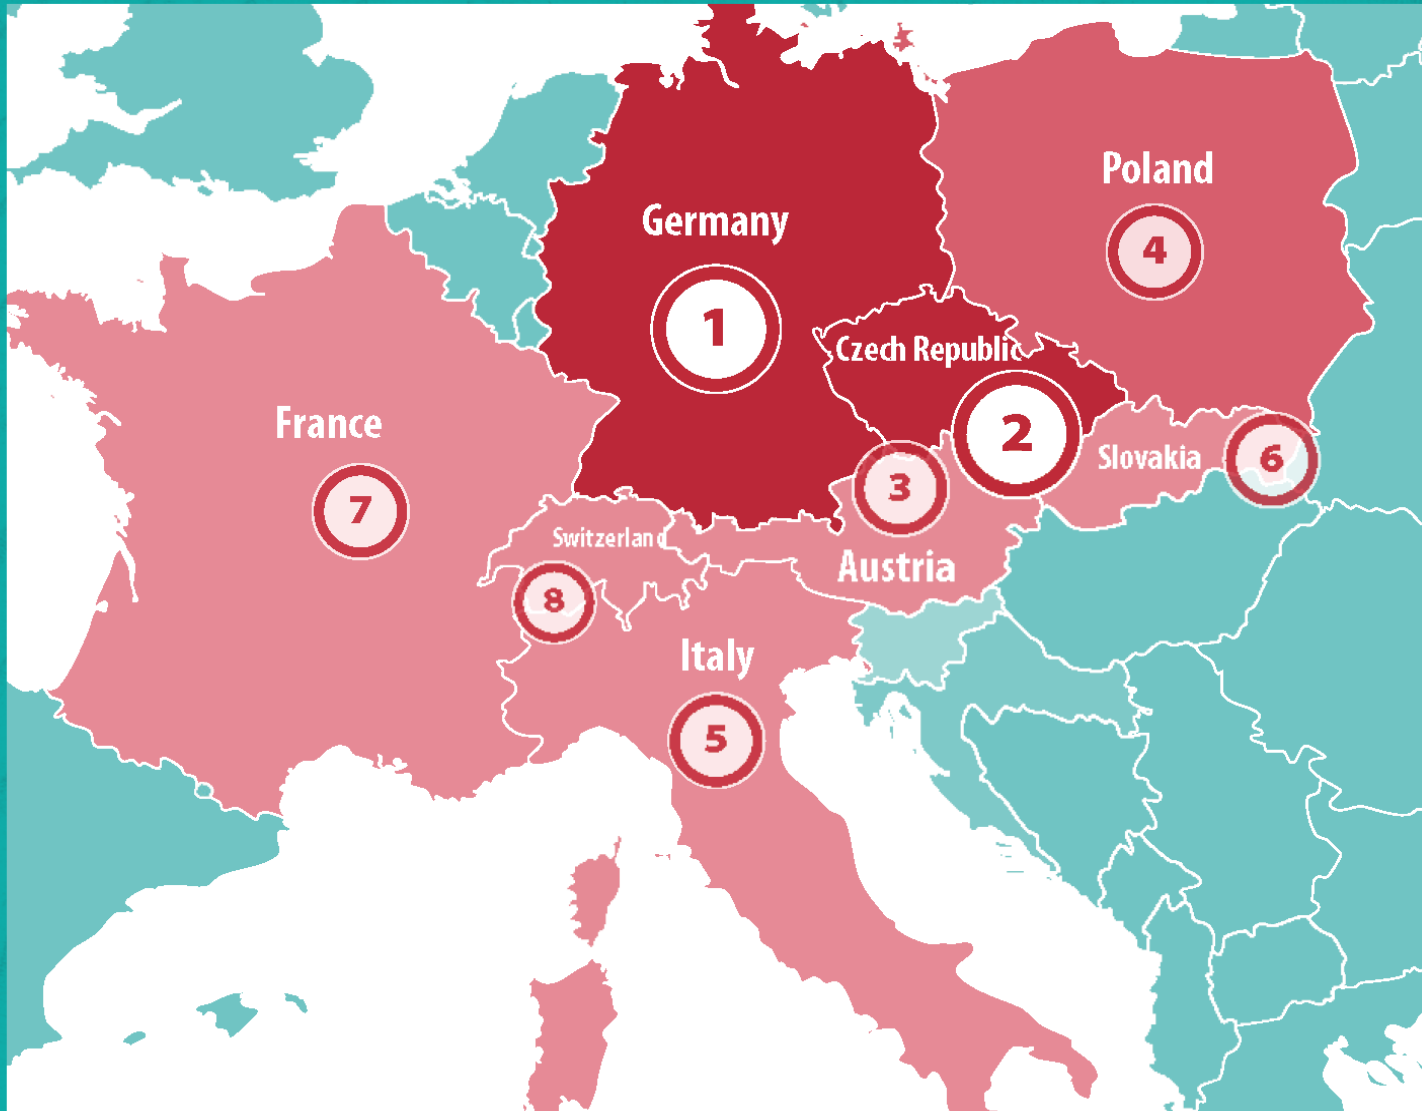 Poland
4
Germany
1
Czech Republic
2
France
7
Slovakia
6
3
Switzerland
Austria
8
Italy
5